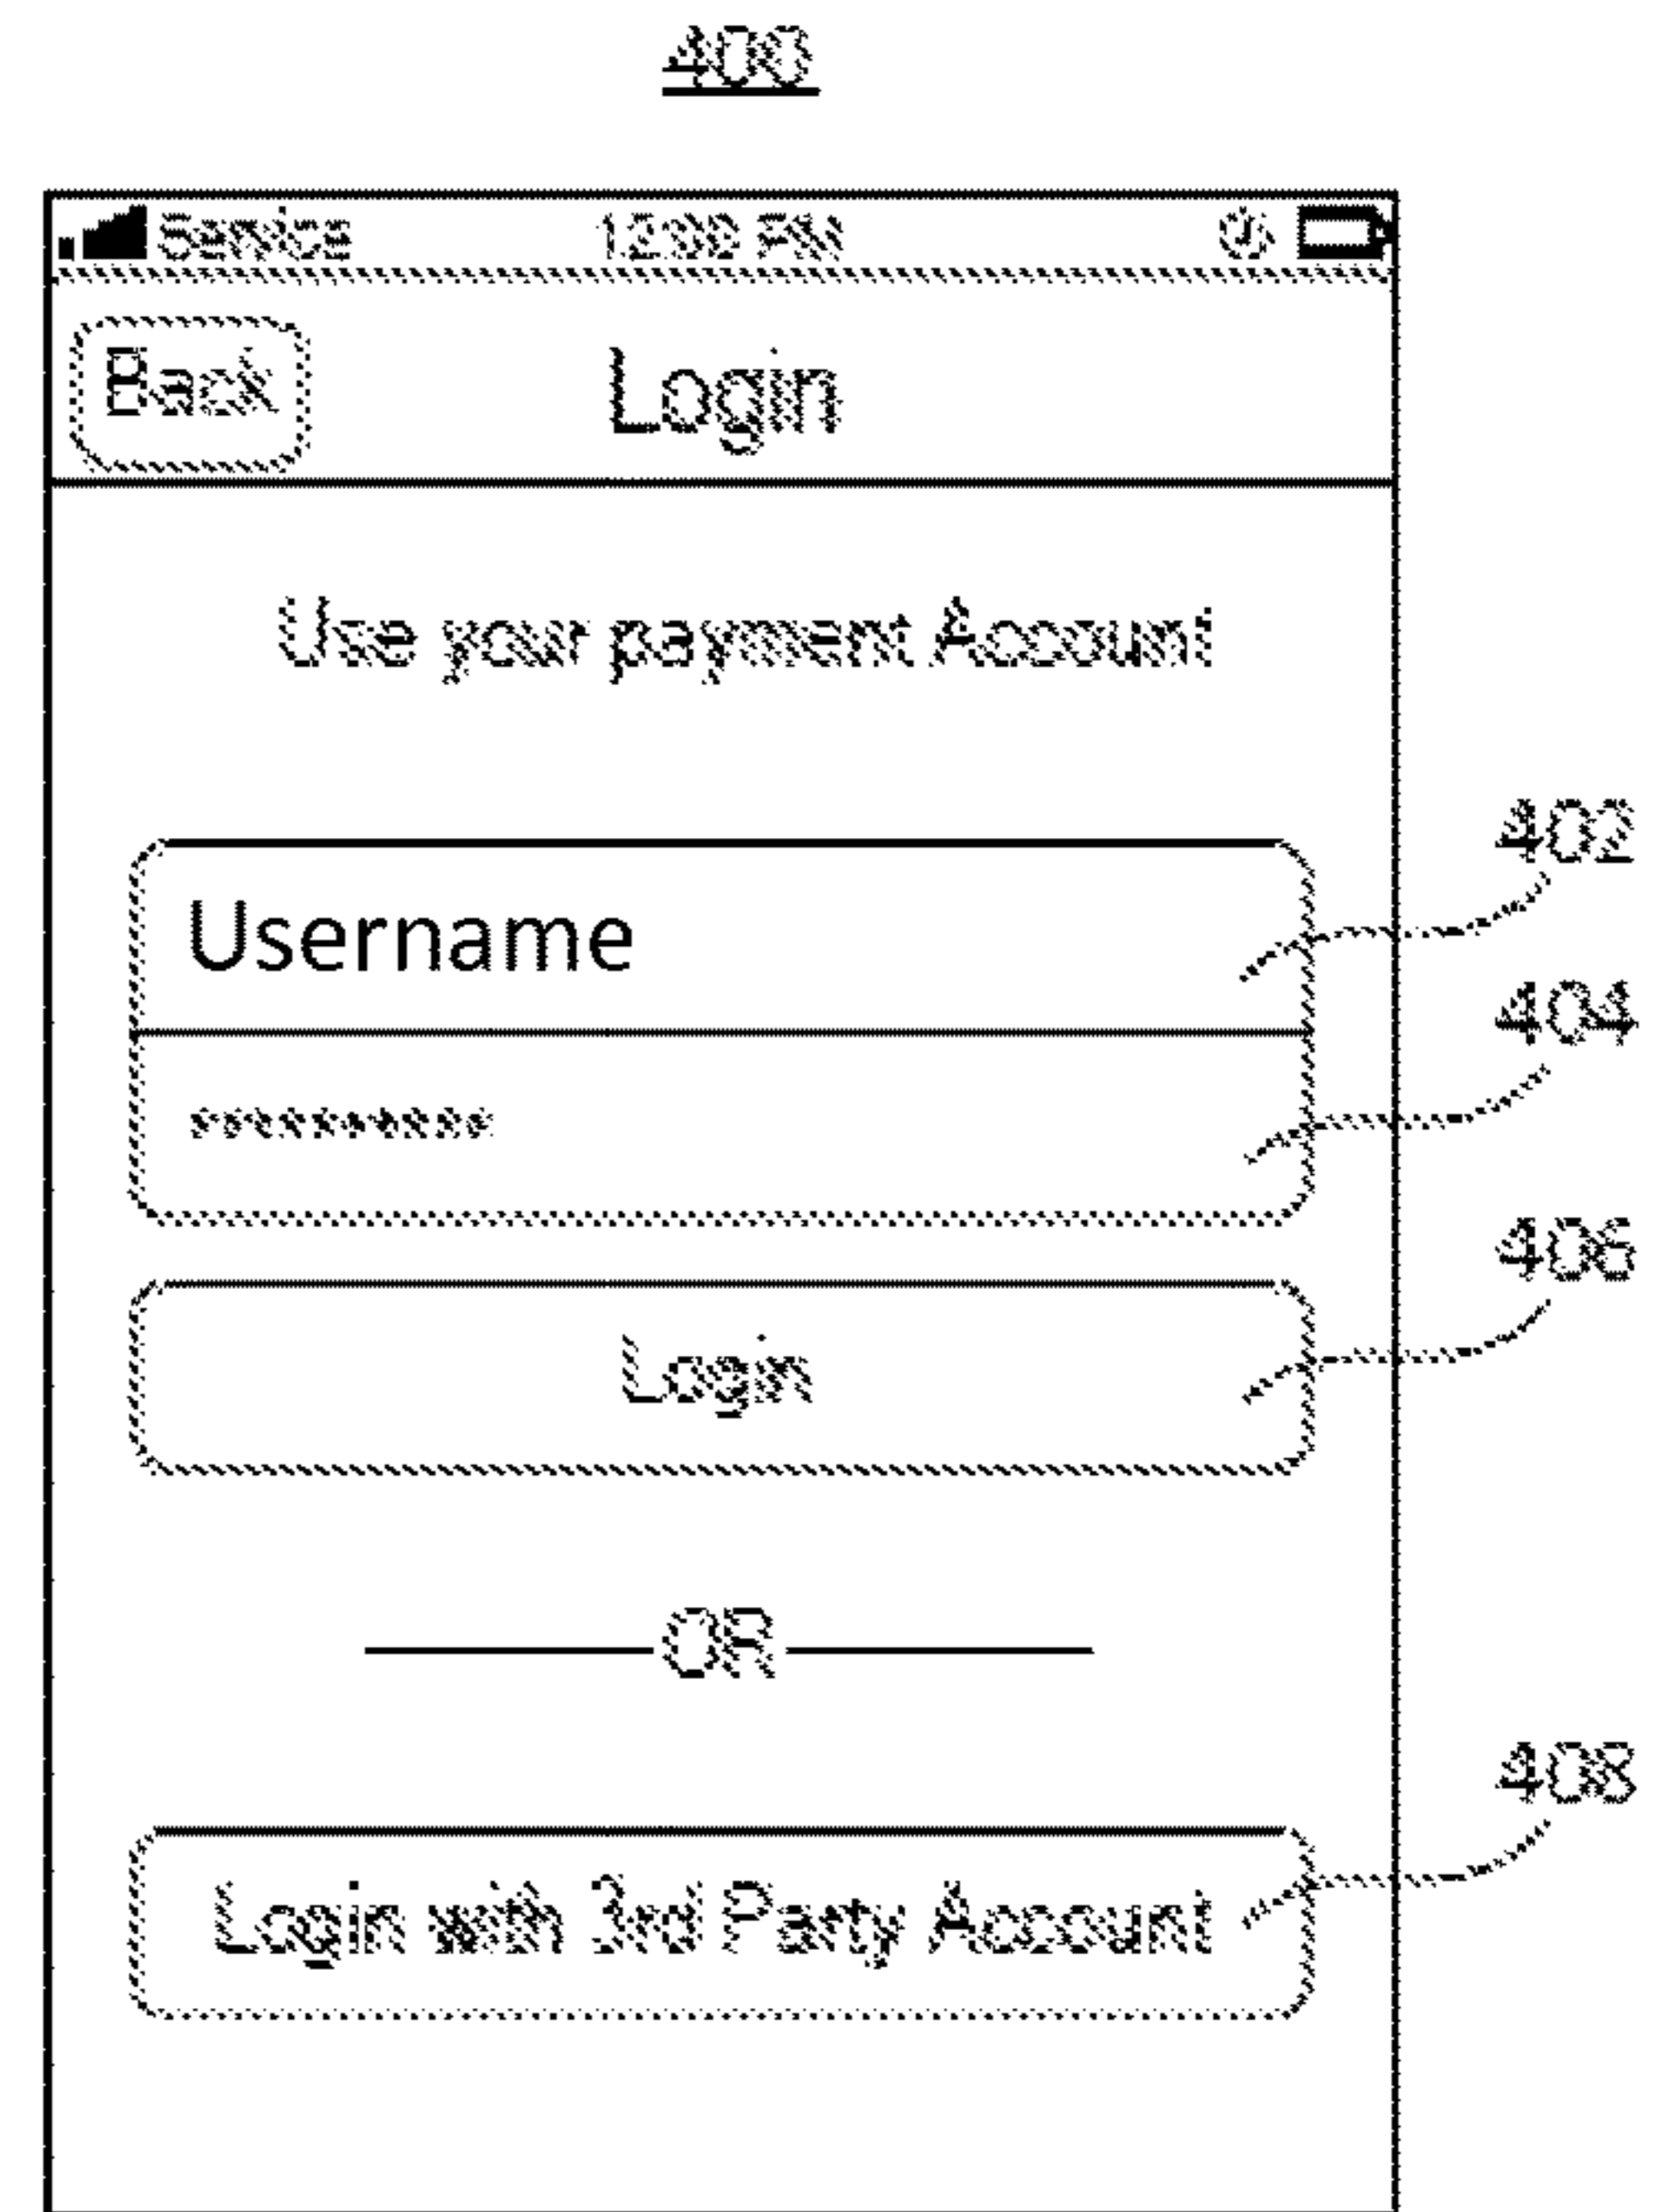 400
Service 12:00 PM
Back Login
Use your payment Account
402
Username
404
406
Login
OR
408
Login with 3rd Party Account